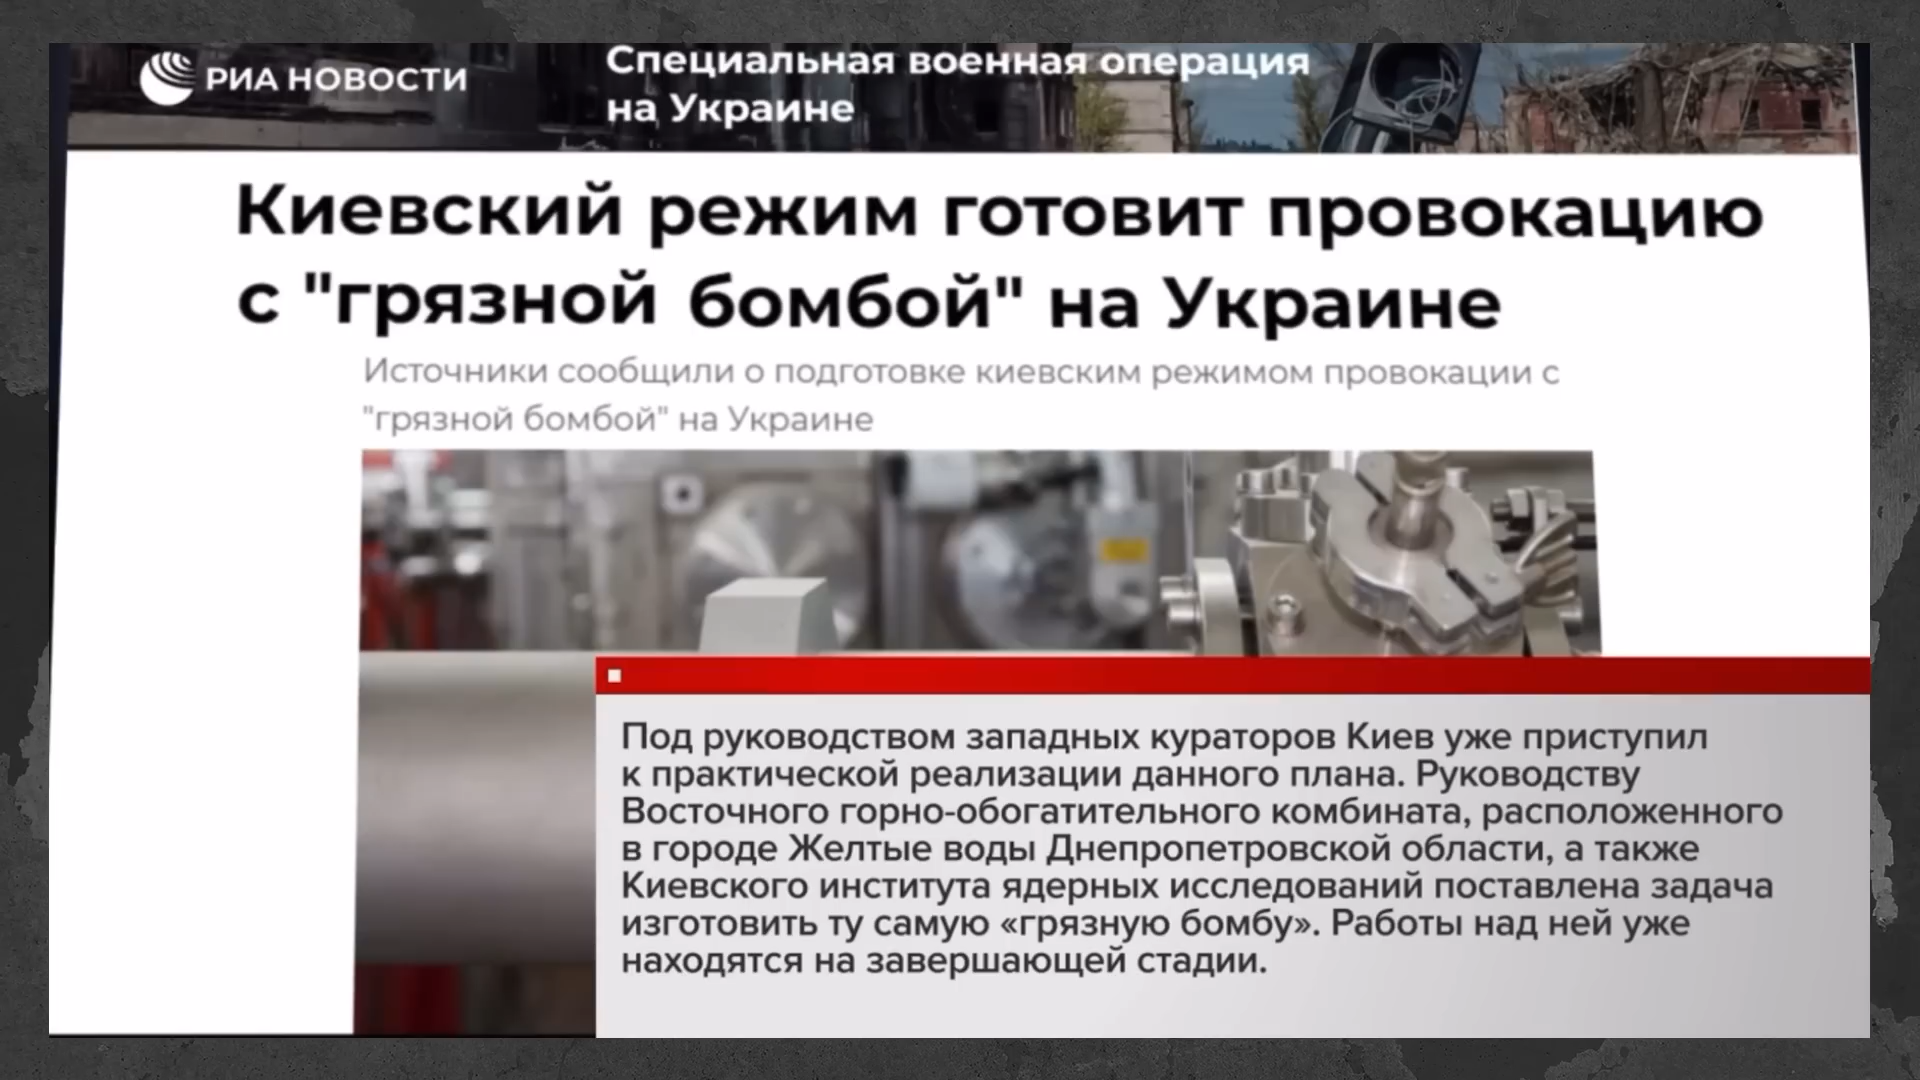 РИА НОВОСТИ
Специальная военная операция
на Украине
Киевский режим готовит провокацию
с "грязной бомбой" на Украине
Источники сообщили о подготовке киевским режимом провокации с
"грязной бомбой" на Украине
Под руководством западных кураторов Киев уже приступил
к практической реализации данного плана. Руководству
Восточного горно-обогатительного комбината, расположенного
в городе Желтые воды Днепропетровской области, а также
Киевского института ядерных исследований поставлена задача
изготовить ту самую «грязную бомбу». Работы над ней уже
находятся на завершающей стадии.